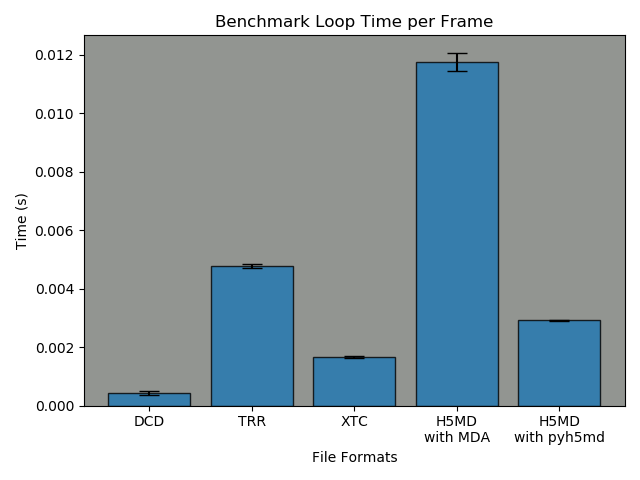 Benchmark Loop Time per Frame
0.012
0.010
0.008
0.006
0.004
0.002
0.000
Time (s)
DCD
TRR
XTC
H5MD
with MDA
H5MD
with pyh5md
File Formats